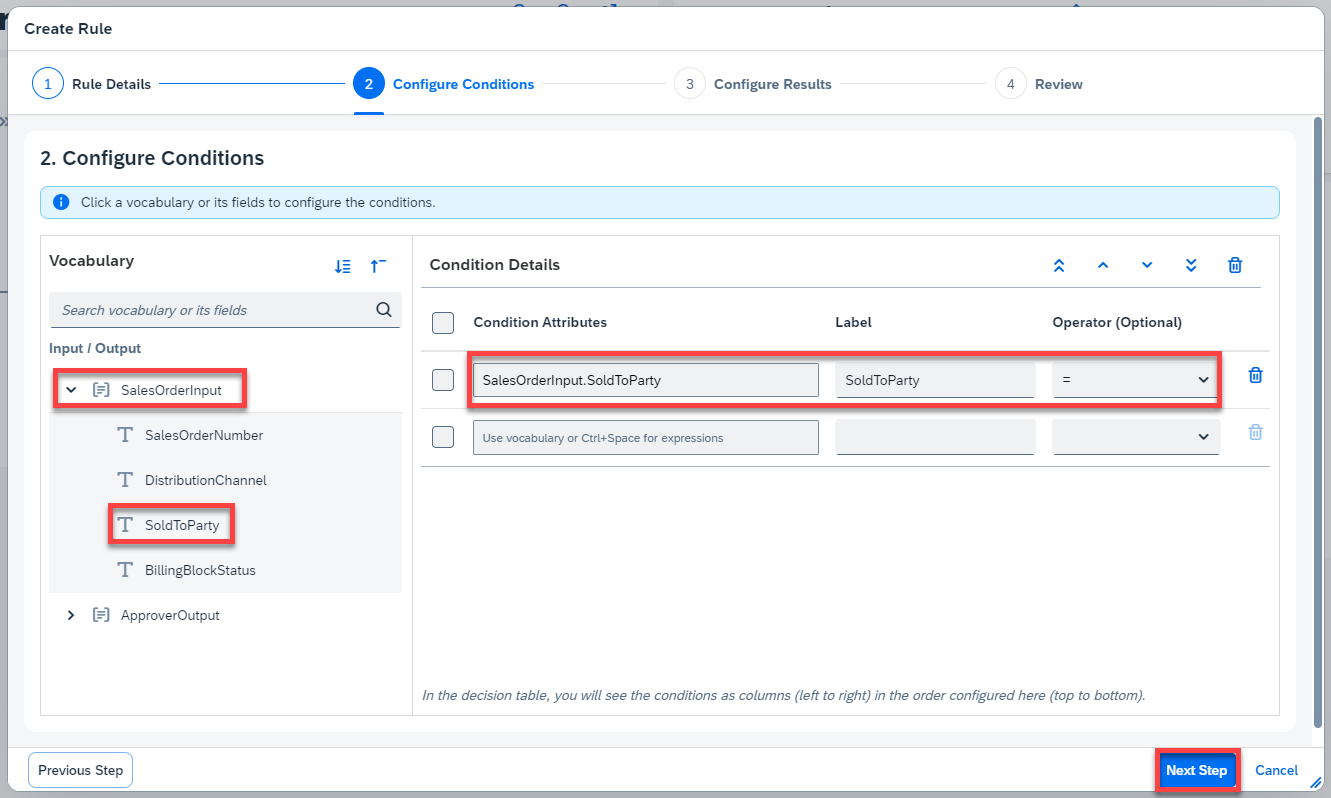 Create Rule
1 Rule Details 2 Configure Conditions 3 Configure Results 4 Review
2. Configure Conditions
Click a vocabulary or its fields to configure the conditions.
Vocabulary
Search vocabulary or its fields
Input / Output
SalesOrderInput
SalesOrderNumber
DistributionChannel
SoldToParty
BillingBlockStatus
ApproverOutput
Condition Details
Condition Attributes Label Operator (Optional)
SalesOrderInput.SoldToParty SoldToParty =
Use vocabulary or Ctrl+Space for expressions
In the decision table, you will see the conditions as columns (left to right) in the order configured here (top to bottom).
Previous Step Next Step Cancel